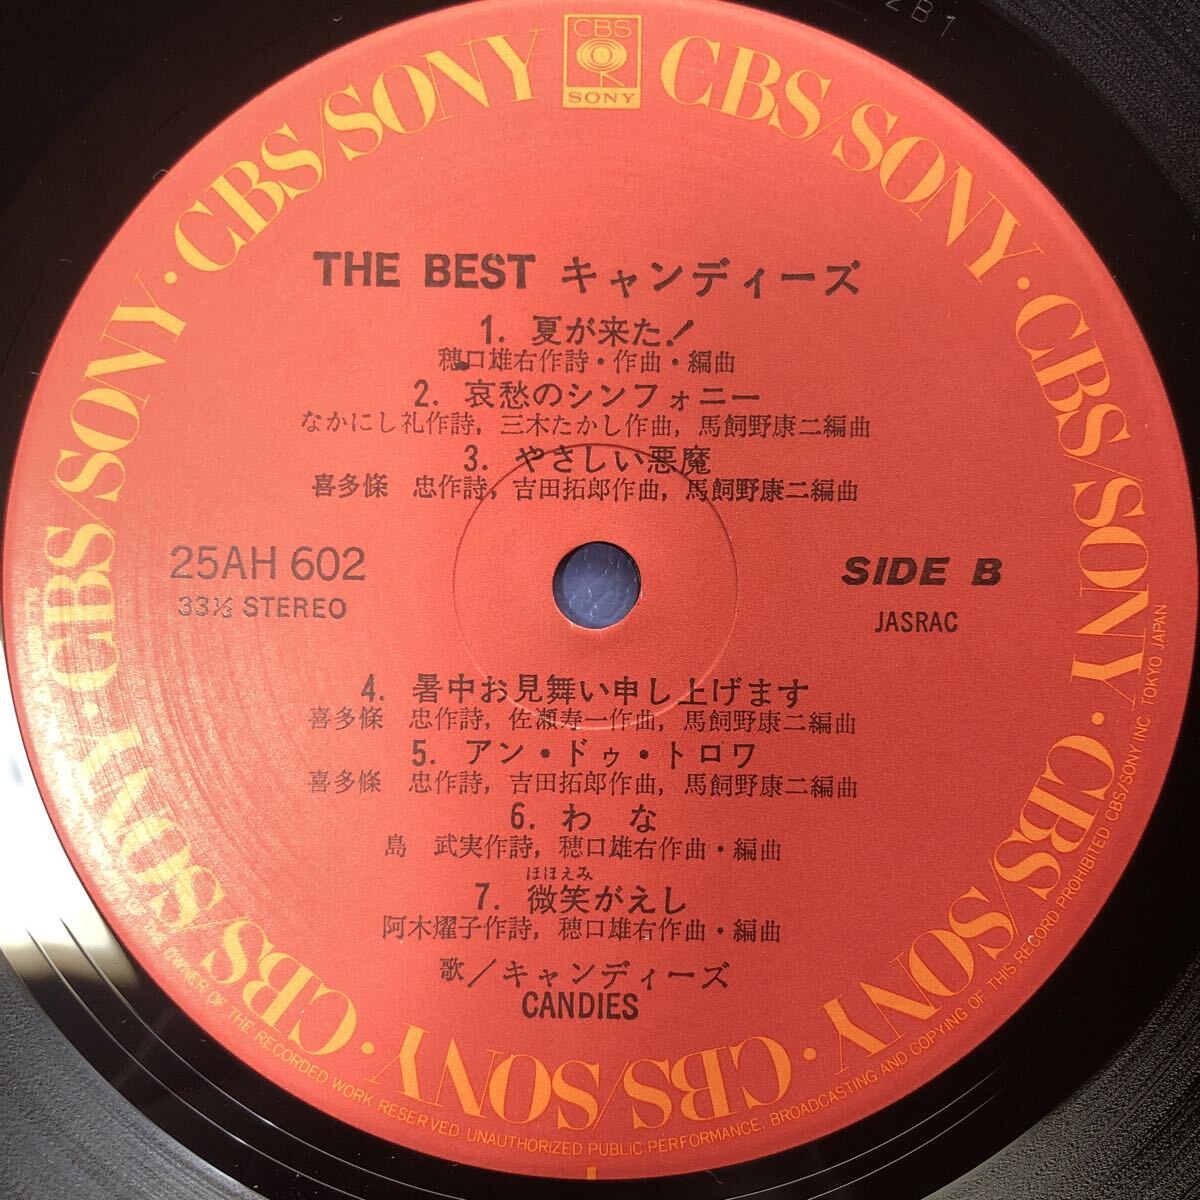 2B1
CBS
SONY
CBS/SONY · CBS/SONY · CBS/SONY · CBS/SONY · CBS/SONY · CBS/SONY · CBS/SONY · CBS/SONY
THE BEST キャンディーズ
1. 夏が来た!
穂口雄右作詩・作曲・編曲
2. 哀愁のシンフォニー
なかにし礼作詩, 三木たかし作曲, 馬飼野康二編曲
3. やさしい悪魔
喜多條 忠作詩, 吉田拓郎作曲, 馬飼野康二編曲
25AH 602
33⅓ STEREO
SIDE B
JASRAC
4. 暑中お見舞い申し上げます
喜多條 忠作詩, 佐瀬寿一作曲, 馬飼野康二編曲
5. アン・ドゥ・トロワ
喜多條 忠作詩, 吉田拓郎作曲, 馬飼野康二編曲
6. わな
島 武実作詩, 穂口雄右作曲・編曲
ほほえみ
7. 微笑がえし
阿木燿子作詩, 穂口雄右作曲・編曲
歌/キャンディーズ
CANDIES
THE OWNER OF THE RECORDED WORK RESERVED. UNAUTHORIZED PUBLIC PERFORMANCE, BROADCASTING AND COPYING OF THIS RECORD PROHIBITED CBS/SONY INC. TOKYO JAPAN